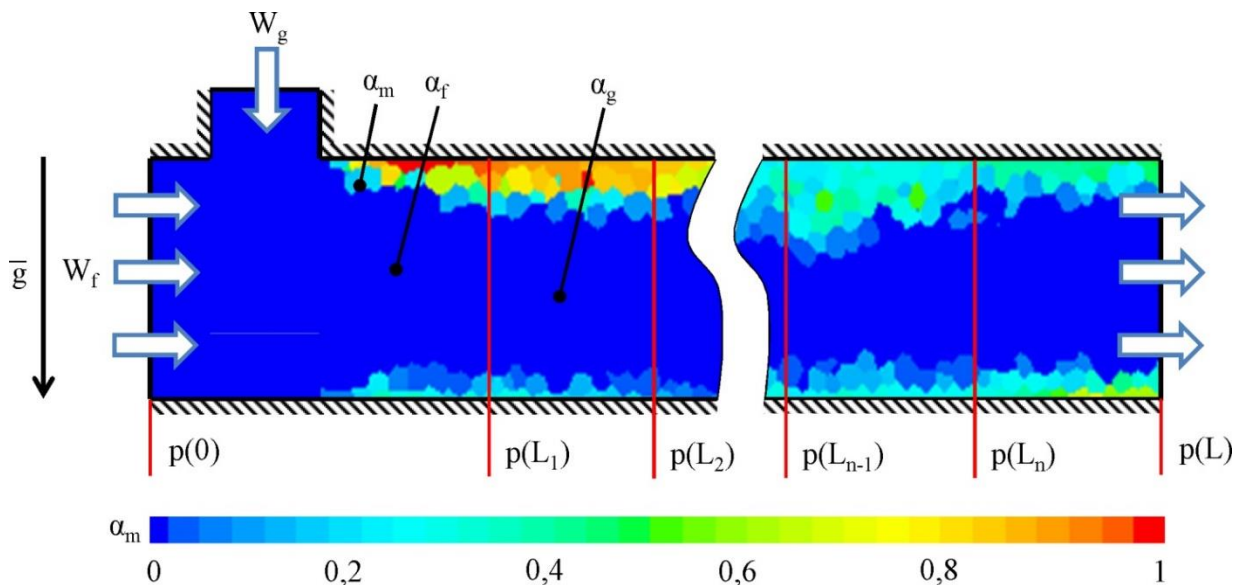 W_g
α_m α_f α_g
g̅ W_f
p(0) p(L_1) p(L_2) p(L_{n-1}) p(L_n) p(L)
α_m
0 0,2 0,4 0,6 0,8 1